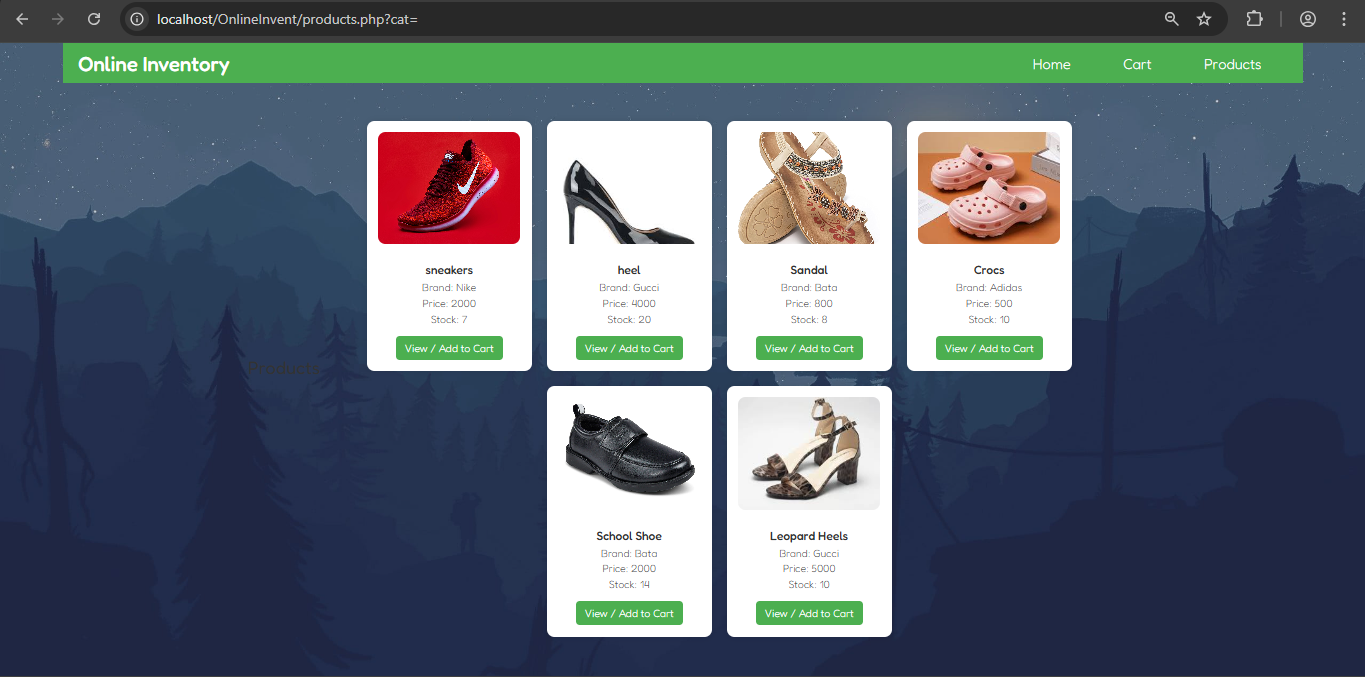 localhost/OnlineInvent/products.php?cat=
Online Inventory
Home
Cart
Products
sneakers
Brand: Nike
Price: 2000
Stock: 7
View / Add to Cart
heel
Brand: Gucci
Price: 4000
Stock: 20
View / Add to Cart
Sandal
Brand: Bata
Price: 800
Stock: 8
View / Add to Cart
Crocs
Brand: Adidas
Price: 500
Stock: 10
View / Add to Cart
Products
School Shoe
Brand: Bata
Price: 2000
Stock: 14
View / Add to Cart
Leopard Heels
Brand: Gucci
Price: 5000
Stock: 10
View / Add to Cart